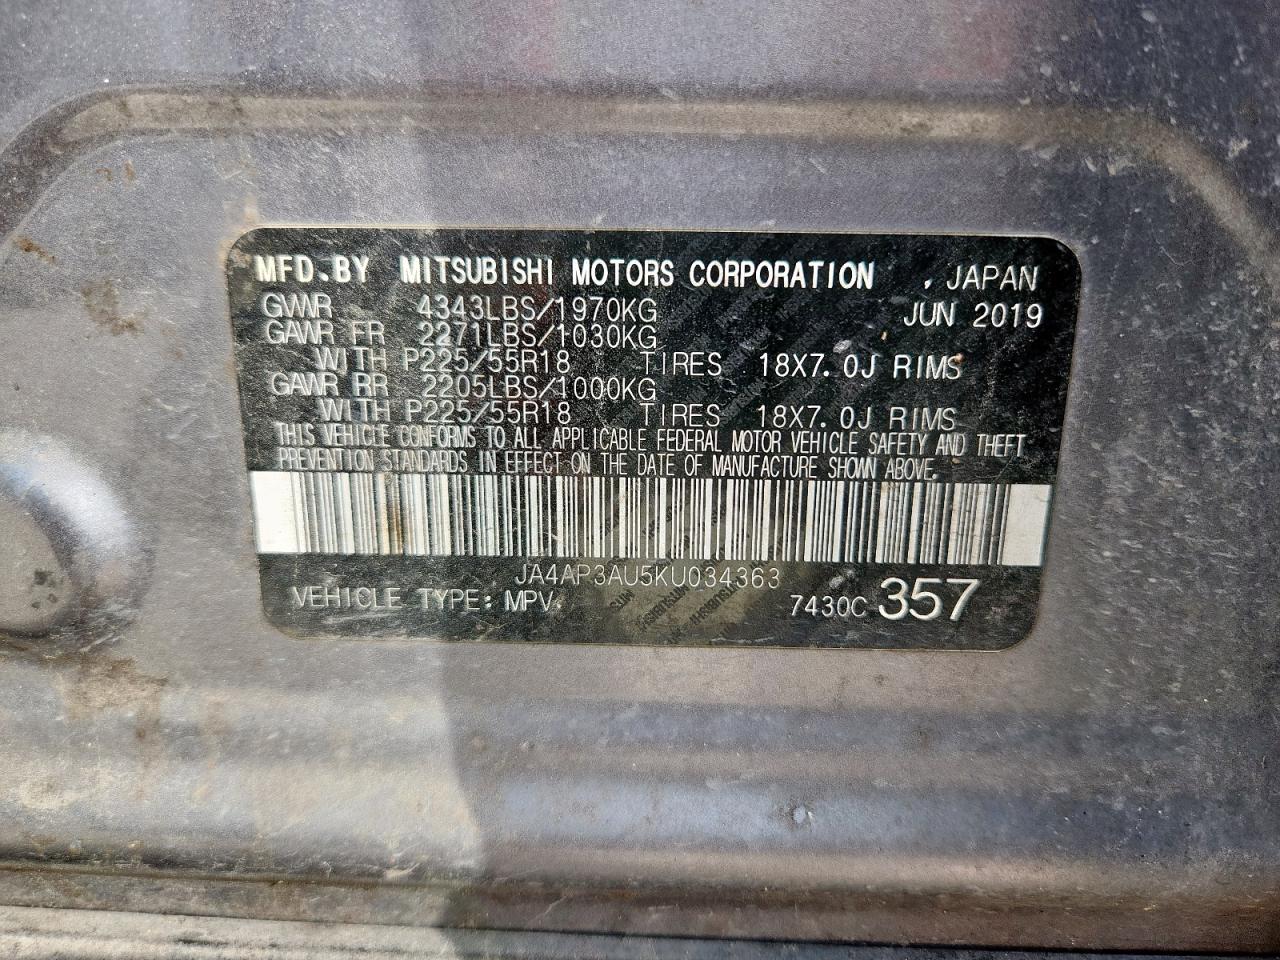 MFD.BY MITSUBISHI MOTORS CORPORATION , JAPAN
GVWR 4343LBS/1970KG JUN 2019
GAWR FR 2271LBS/1030KG
WITH P225/55R18 TIRES 18X7.0J RIMS
GAWR RR 2205LBS/1000KG
WITH P225/55R18 TIRES 18X7.0J RIMS
THIS VEHICLE CONFORMS TO ALL APPLICABLE FEDERAL MOTOR VEHICLE SAFETY AND THEFT
PREVENTION STANDARDS IN EFFECT ON THE DATE OF MANUFACTURE SHOWN ABOVE.
JA4AP3AU5KU034363
VEHICLE TYPE: MPV 7430C 357